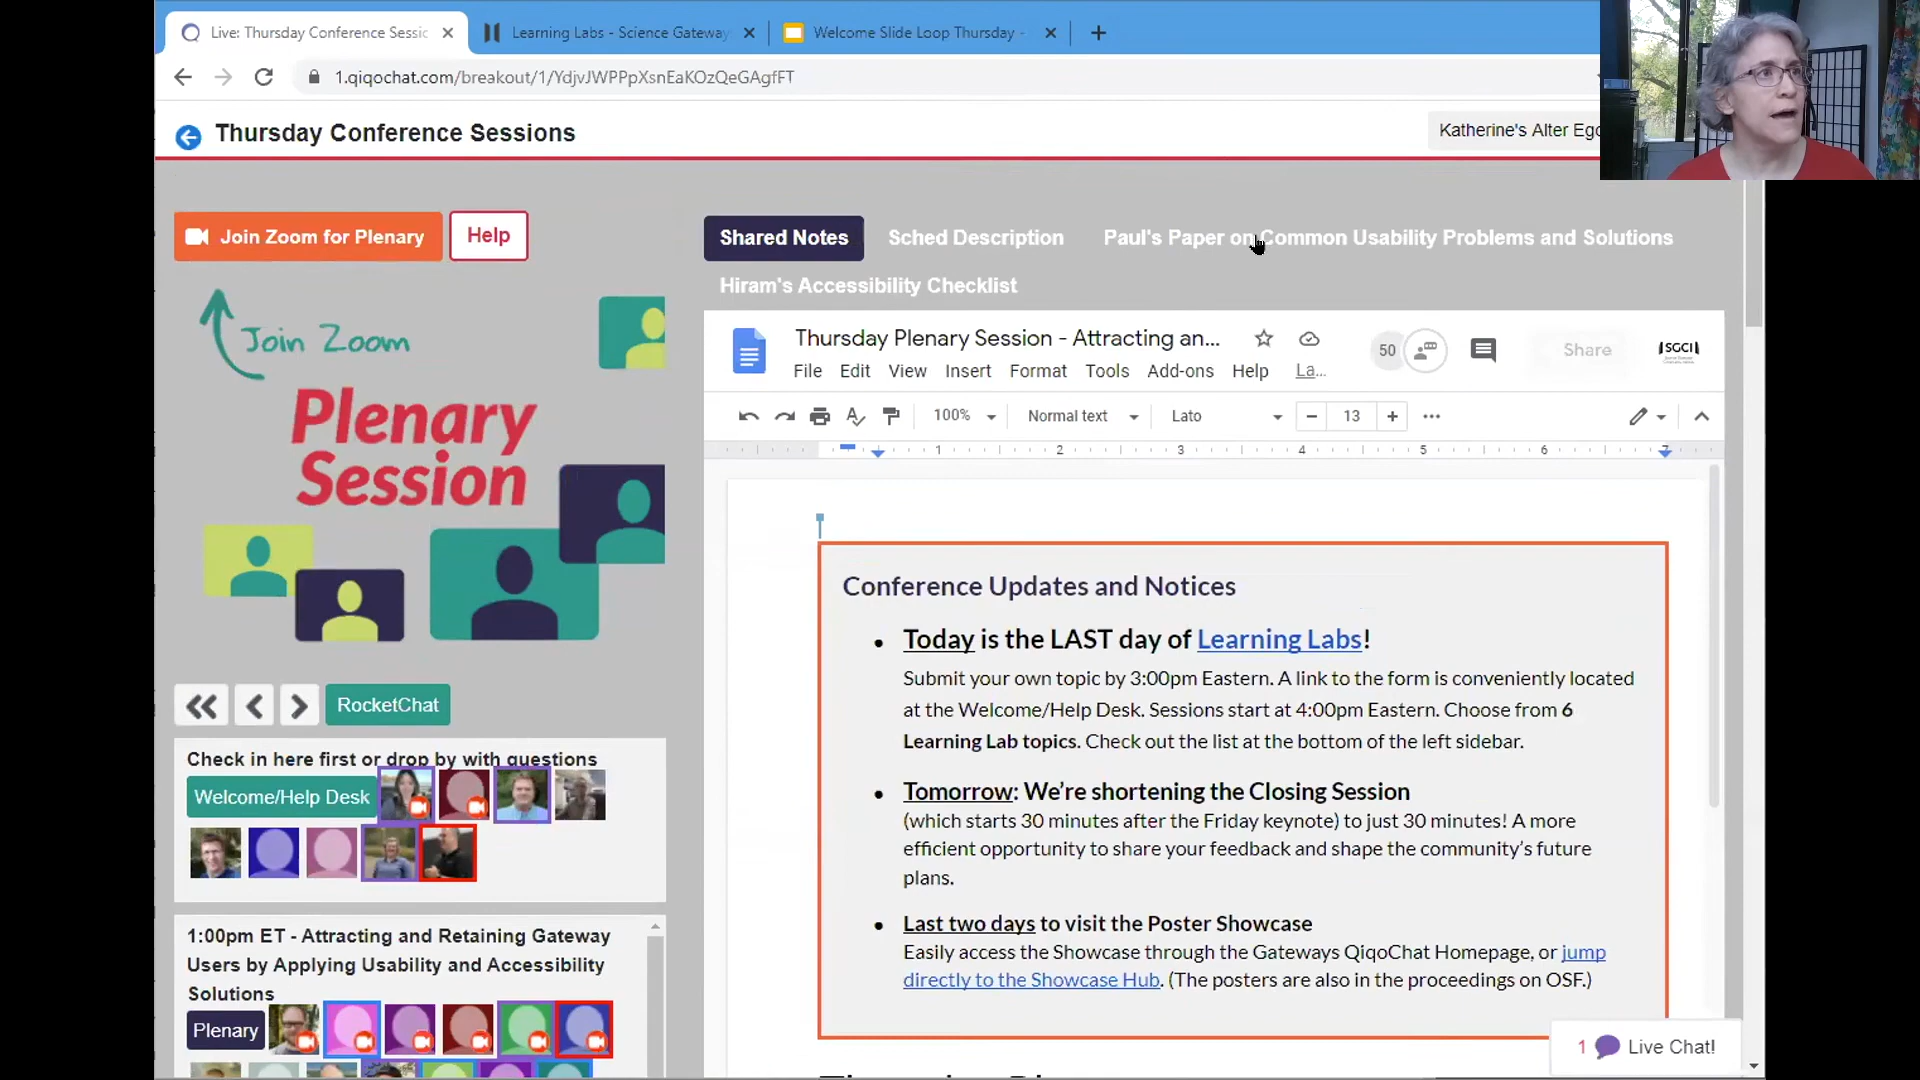 Live: Thursday Conference Sessic
Learning Labs - Science Gateway
Welcome Slide Loop Thursday -
1.qiqochat.com/breakout/1/YdjvJWPPpXsnEaKOzQeGAgfFT
Thursday Conference Sessions
Katherine's Alter Ego
Join Zoom for Plenary
Help
Shared Notes
Sched Description
Paul's Paper on Common Usability Problems and Solutions
Hiram's Accessibility Checklist
Join Zoom
Plenary
Session
Thursday Plenary Session - Attracting an...
50
Share
SGCI
File Edit View Insert Format Tools Add-ons Help La...
100% Normal text Lato 13
1 2 3 4 5 6 7
Conference Updates and Notices
Today is the LAST day of Learning Labs!
Submit your own topic by 3:00pm Eastern. A link to the form is conveniently located
at the Welcome/Help Desk. Sessions start at 4:00pm Eastern. Choose from 6
Learning Lab topics. Check out the list at the bottom of the left sidebar.
Tomorrow: We're shortening the Closing Session
(which starts 30 minutes after the Friday keynote) to just 30 minutes! A more
efficient opportunity to share your feedback and shape the community's future
plans.
Last two days to visit the Poster Showcase
Easily access the Showcase through the Gateways QiqoChat Homepage, or jump
directly to the Showcase Hub. (The posters are also in the proceedings on OSF.)
RocketChat
Check in here first or drop by with questions
Welcome/Help Desk
1:00pm ET - Attracting and Retaining Gateway
Users by Applying Usability and Accessibility
Solutions
Plenary
1 Live Chat!